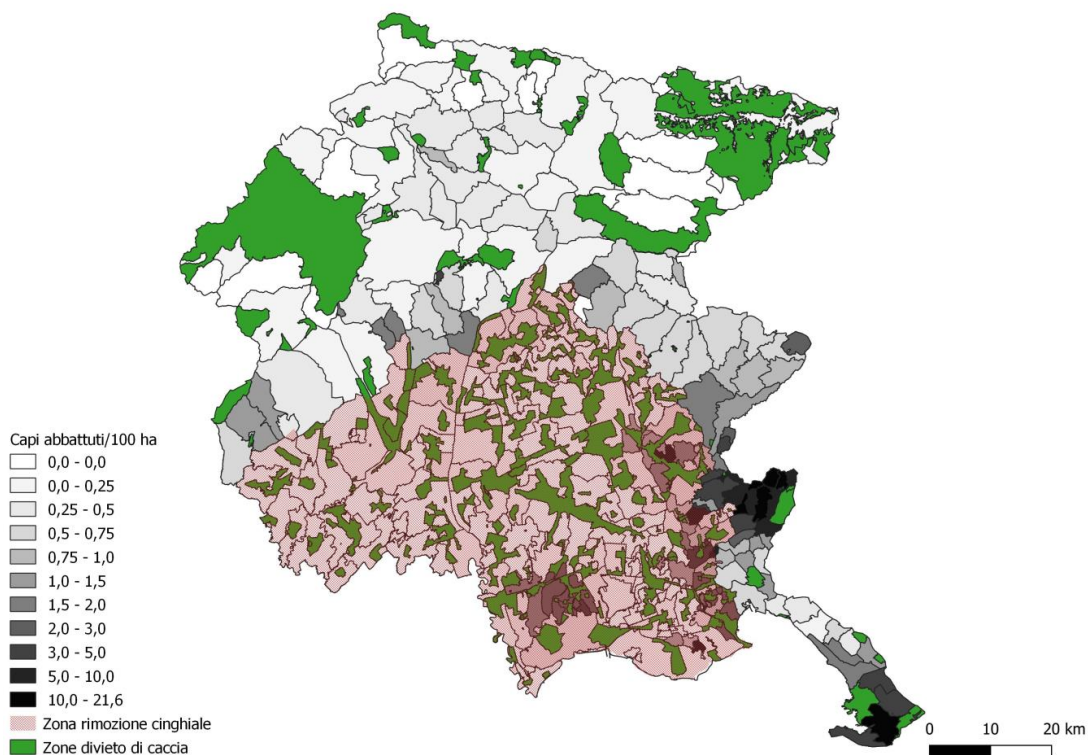 Capi abbattuti/100 ha
0,0 - 0,0
0,0 - 0,25
0,25 - 0,5
0,5 - 0,75
0,75 - 1,0
1,0 - 1,5
1,5 - 2,0
2,0 - 3,0
3,0 - 5,0
5,0 - 10,0
10,0 - 21,6
Zona rimozione cinghiale
Zone divieto di caccia
0 10 20 km